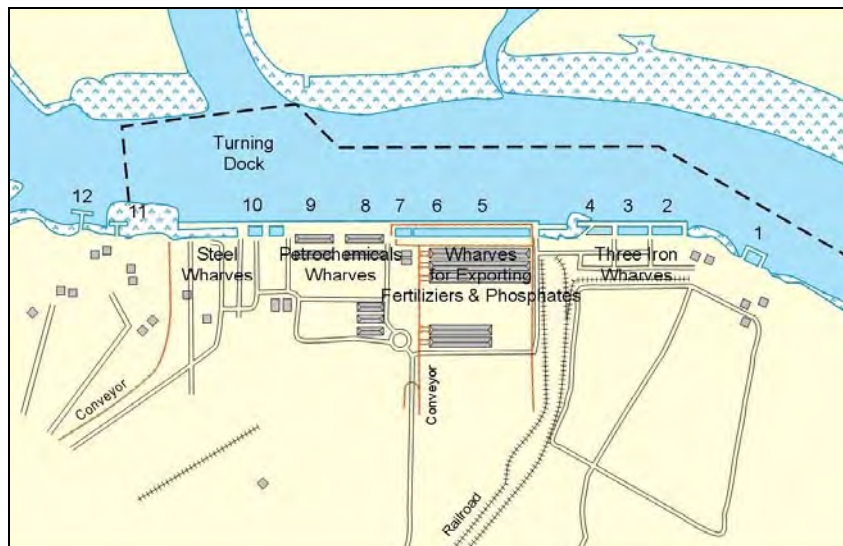 Turning
Dock
12
11
10
9
8
7
6
5
4
3
2
1
Steel
Wharves
Petrochemicals
Wharves
Wharves
for Exporting
Fertiliziers & Phosphates
Three Iron
Wharves
Conveyor
Conveyor
Railroad